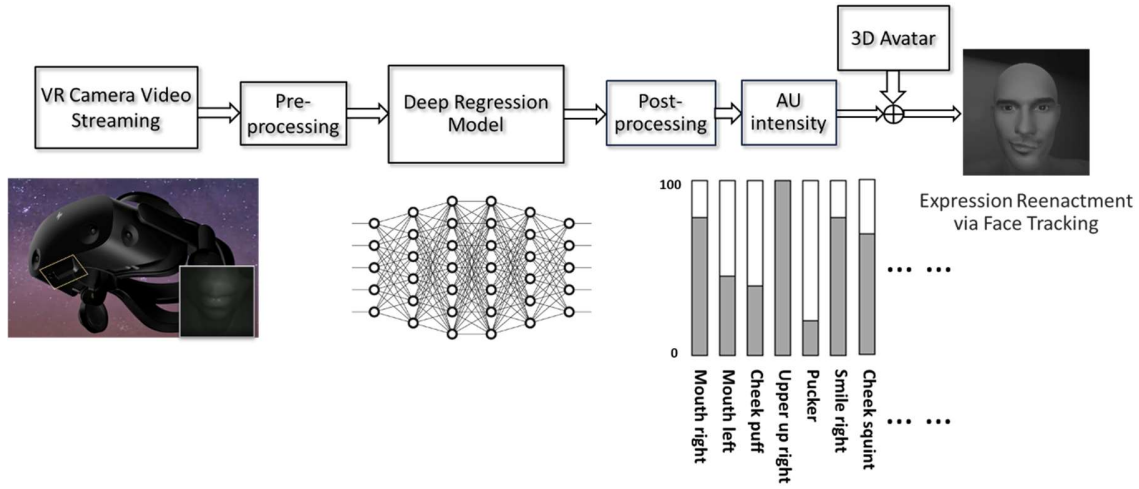 3D Avatar
VR Camera Video
Streaming
Pre-
processing
Deep Regression
Model
Post-
processing
AU
intensity
Expression Reenactment
via Face Tracking
100
0
... ...
Mouth right
Mouth left
Cheek puff
Upper up right
Pucker
Smile right
Cheek squint
... ...